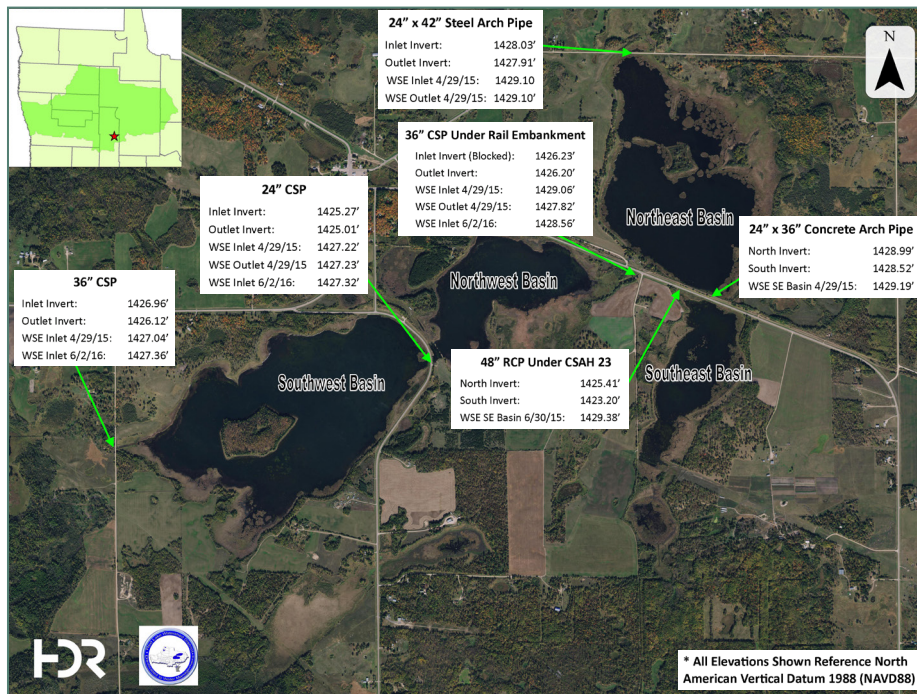 24” x 42” Steel Arch Pipe
Inlet Invert: 1428.03’
Outlet Invert: 1427.91’
WSE Inlet 4/29/15: 1429.10
WSE Outlet 4/29/15: 1429.10’
N
36” CSP Under Rail Embankment
Inlet Invert (Blocked): 1426.23’
Outlet Invert: 1426.20’
WSE Inlet 4/29/15: 1429.06’
WSE Outlet 4/29/15: 1427.82’
WSE Inlet 6/2/16: 1428.56’
24” CSP
Inlet Invert: 1425.27’
Outlet Invert: 1425.01’
WSE Inlet 4/29/15: 1427.22’
WSE Outlet 4/29/15 1427.23’
WSE Inlet 6/2/16: 1427.32’
Northeast Basin
24” x 36” Concrete Arch Pipe
North Invert: 1428.99’
South Invert: 1428.52’
WSE SE Basin 4/29/15: 1429.19’
36” CSP
Inlet Invert: 1426.96’
Outlet Invert: 1426.12’
WSE Inlet 4/29/15: 1427.04’
WSE Inlet 6/2/16: 1427.36’
Northwest Basin
48” RCP Under CSAH 23
North Invert: 1425.41’
South Invert: 1423.20’
WSE SE Basin 6/30/15: 1429.38’
Southwest Basin
Southeast Basin
HDR
* All Elevations Shown Reference North
American Vertical Datum 1988 (NAVD88)